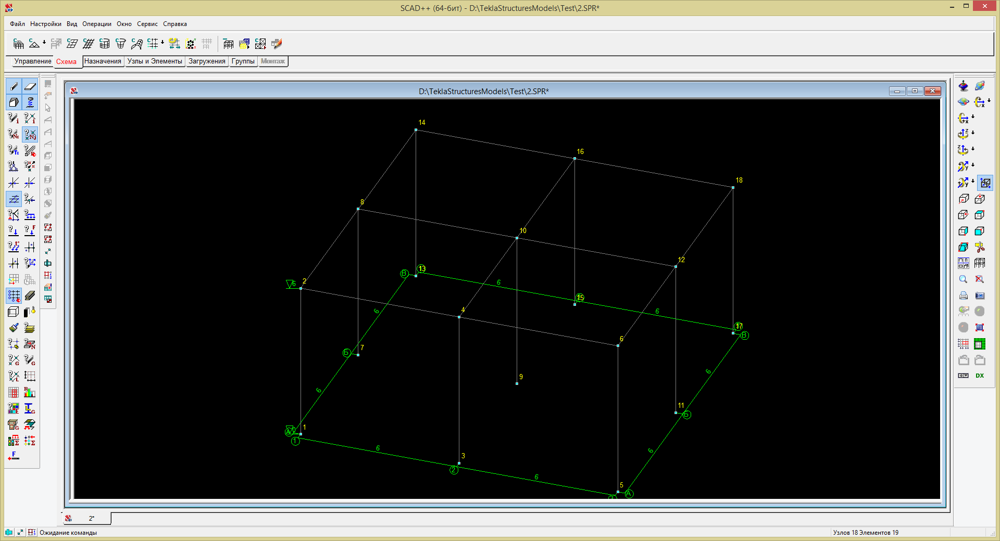 SCAD++ (64-бит) - D:\TeklaStructuresModels\Test\2.SPR*
Файл Настройки Вид Операции Окно Сервис Справка
Управление Схема Назначения Узлы и Элементы Загружения Группы Монтаж
D:\TeklaStructuresModels\Test\2.SPR*
14
16
18
8
10
12
В 13 6
6 2
15
6 6
4
17
В
6
Б 7
6
9
6
6
11
Б
А 0 1
1
6
6
3
2
6
5
А
3
2*
Ожидание команды
Узлов 18 Элементов 19
DX